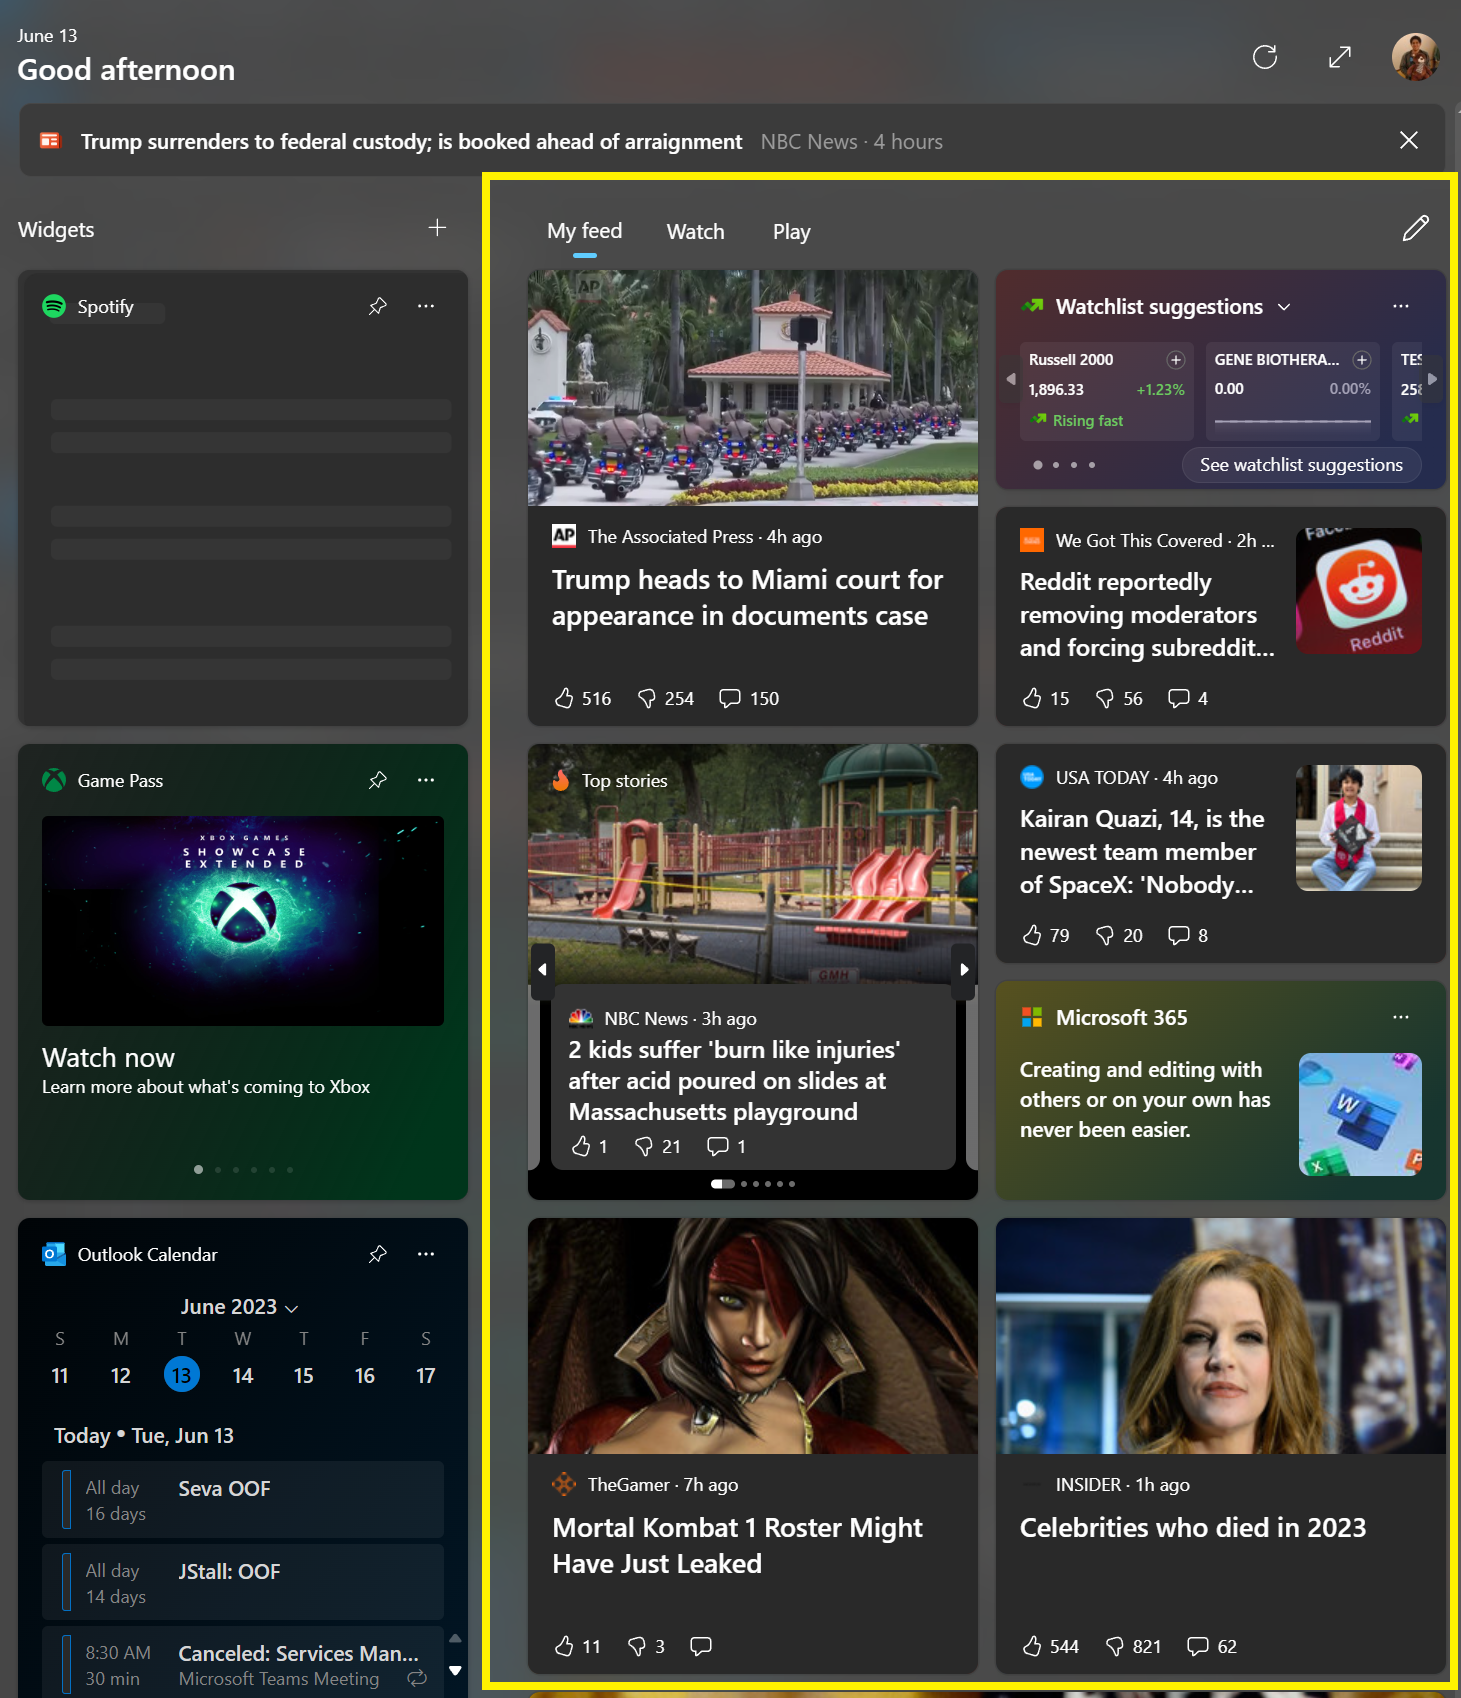 June 13
Good afternoon
Trump surrenders to federal custody; is booked ahead of arraignment NBC News · 4 hours
Widgets
Spotify
Game Pass
XBOX GAMES
SHOWCASE
EXTENDED
Watch now
Learn more about what's coming to Xbox
Outlook Calendar
June 2023
S M T W T F S
11 12 13 14 15 16 17
Today • Tue, Jun 13
All day Seva OOF
16 days
All day JStall: OOF
14 days
8:30 AM Canceled: Services Man...
30 min Microsoft Teams Meeting
My feed Watch Play
AP
AP The Associated Press · 4h ago
Trump heads to Miami court for
appearance in documents case
516 254 150
Watchlist suggestions
Russell 2000
1,896.33 +1.23%
Rising fast
GENE BIOTHERA...
0.00 0.00%
TES
258
See watchlist suggestions
We Got This Covered · 2h ...
Reddit reportedly
removing moderators
and forcing subreddit...
15 56 4
Reddit
Top stories
GMH
NBC News · 3h ago
2 kids suffer 'burn like injuries'
after acid poured on slides at
Massachusetts playground
1 21 1
USA TODAY · 4h ago
Kairan Quazi, 14, is the
newest team member
of SpaceX: 'Nobody...
79 20 8
Microsoft 365
Creating and editing with
others or on your own has
never been easier.
W
X
P
TheGamer · 7h ago
Mortal Kombat 1 Roster Might
Have Just Leaked
11 3
INSIDER · 1h ago
Celebrities who died in 2023
544 821 62